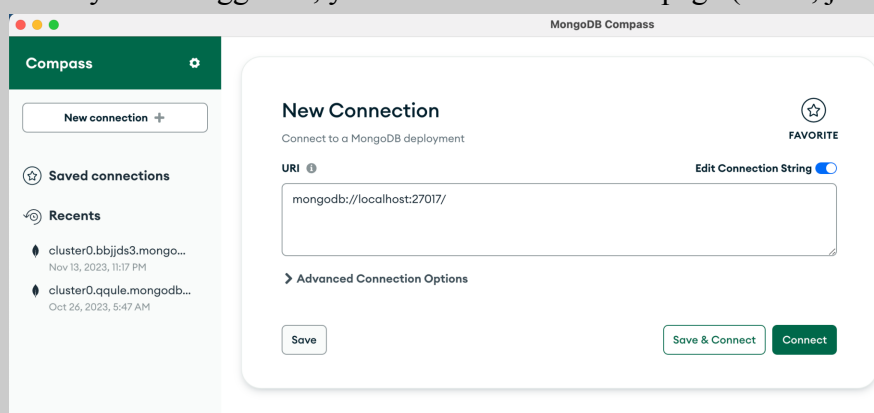 MongoDB Compass
Compass
New connection +
Saved connections
Recents
cluster0.bbjjds3.mongo...
Nov 13, 2023, 11:17 PM
cluster0.qqule.mongodb...
Oct 26, 2023, 5:47 AM
New Connection
Connect to a MongoDB deployment
FAVORITE
URI
Edit Connection String
mongodb://localhost:27017/
Advanced Connection Options
Save
Save & Connect
Connect